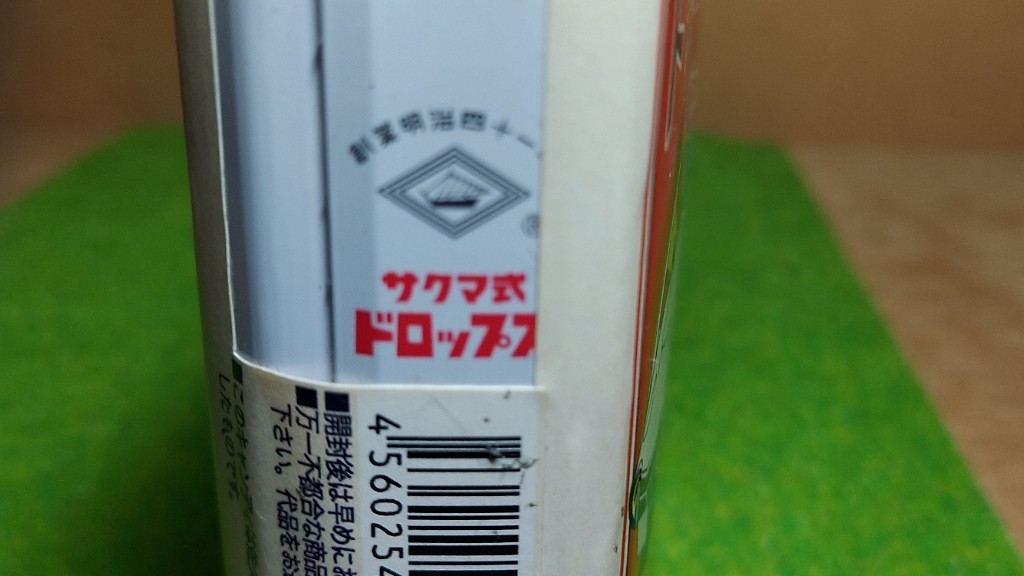 創業明治四十一
サクマ式
ドロップス
■開封後は早めにお
■万一不都合な商品
下さい。代品をお送
4560254